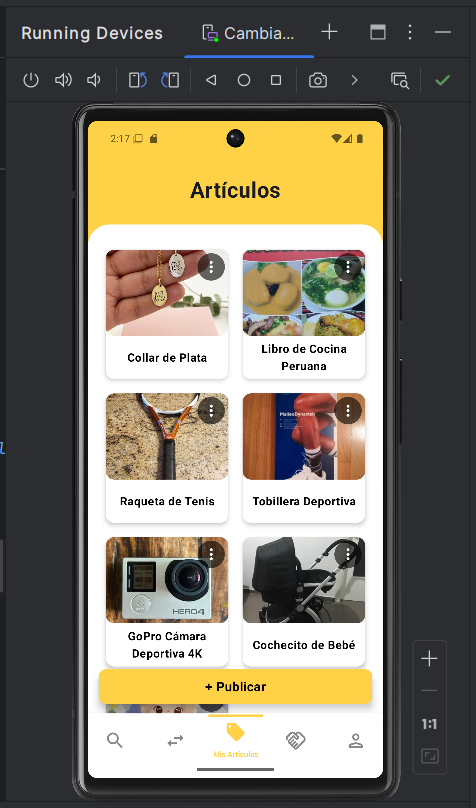 Running Devices
Cambia...
2:17
Artículos
Collar de Plata
Libro de Cocina
Peruana
Raqueta de Tenis
Tobillera Deportiva
HERO4
GoPro Cámara
Deportiva 4K
Cochecito de Bebé
+ Publicar
Mis Artículos
1:1